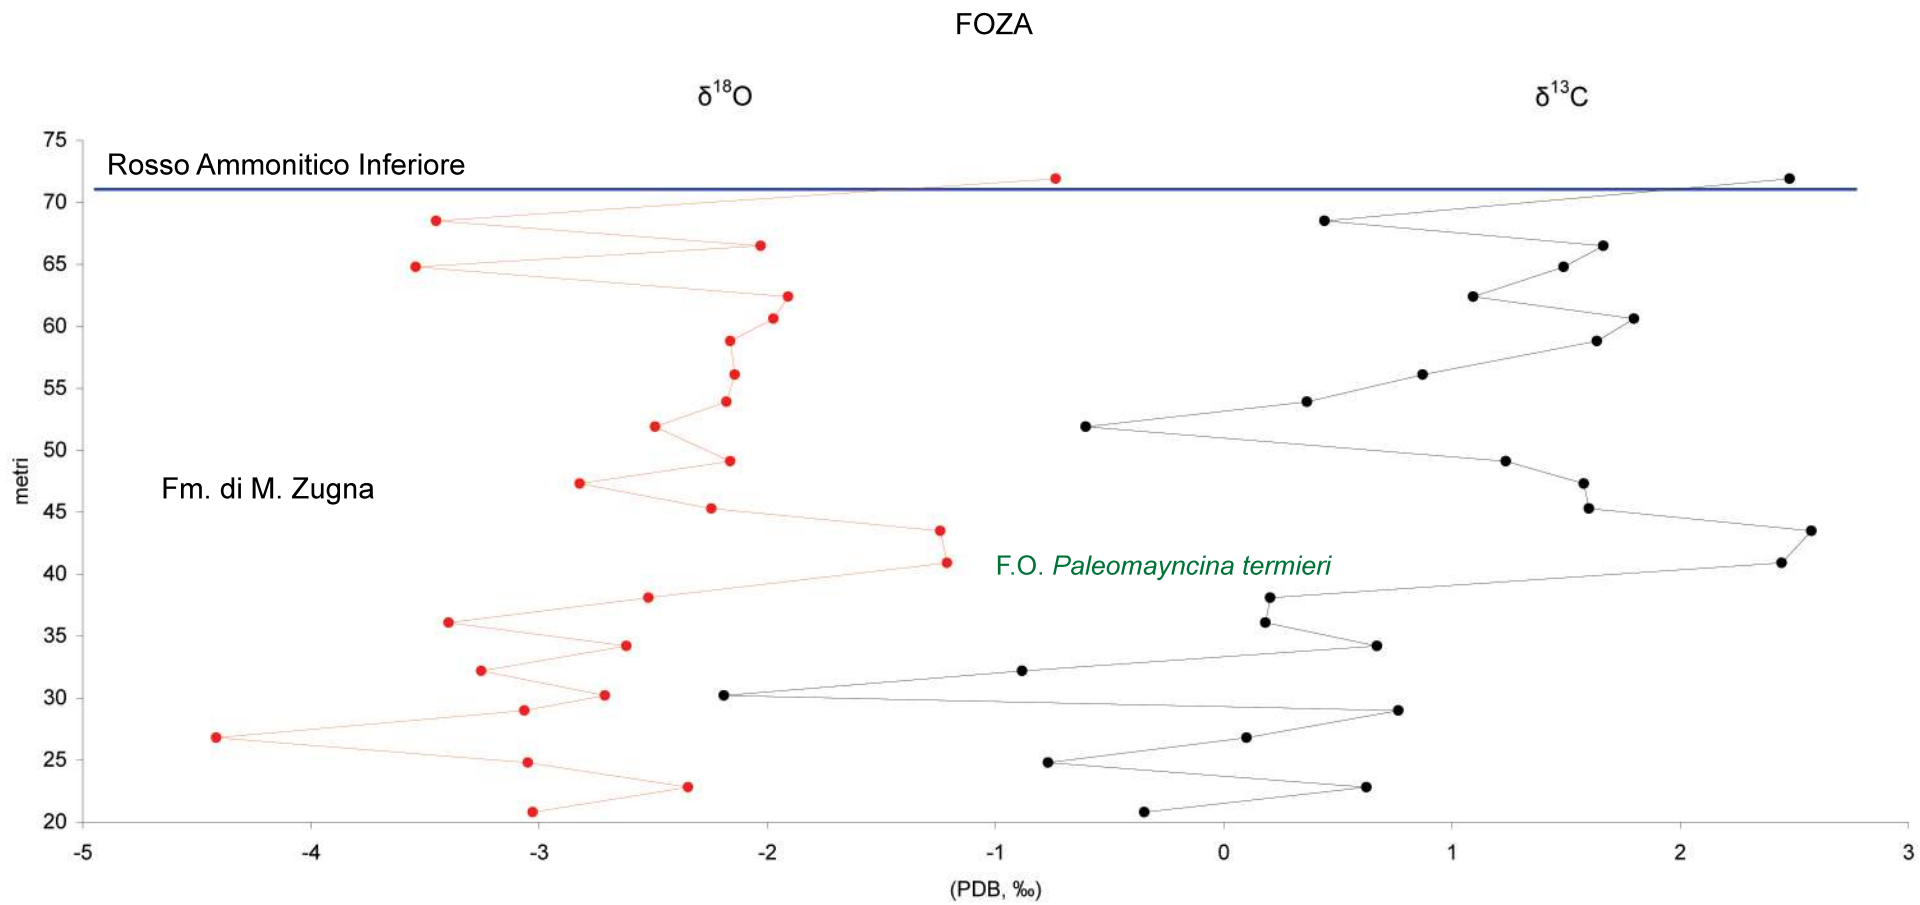 FOZA
δ18O
δ13C
75
Rosso Ammonitico Inferiore
70
65
60
55
50
metri
Fm. di M. Zugna
45
F.O. Paleomayncina termieri
40
35
30
25
20
-5 -4 -3 -2 -1 0 1 2 3
(PDB, ‰)